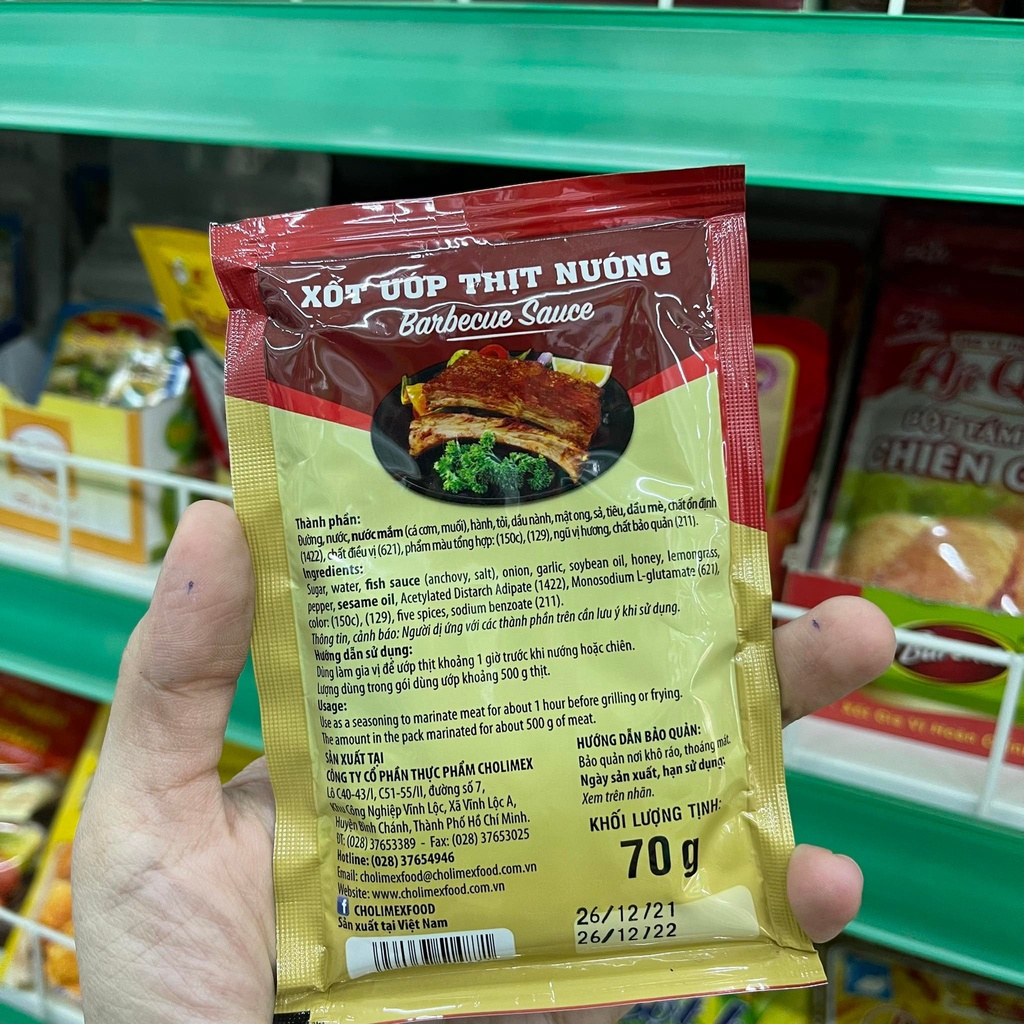 XỐT ƯỚP THỊT NƯỚNG
Barbecue Sauce
Thành phần:
Đường, nước, nước mắm (cá cơm, muối), hành, tỏi, dầu nành, mật ong, sả, tiêu, dầu mè, chất ổn định
(1422), chất điều vị (621), phẩm màu tổng hợp: (150c), (129), ngũ vị hương, chất bảo quản (211).
Ingredients:
Sugar, water, fish sauce (anchovy, salt), onion, garlic, soybean oil, honey, lemongrass,
pepper, sesame oil, Acetylated Distarch Adipate (1422), Monosodium L-glutamate (621),
color: (150c), (129), five spices, sodium benzoate (211).
Thông tin, cảnh báo: Người dị ứng với các thành phần trên cần lưu ý khi sử dụng.
Hướng dẫn sử dụng:
Dùng làm gia vị để ướp thịt khoảng 1 giờ trước khi nướng hoặc chiên.
Lượng dùng trong gói dùng ướp khoảng 500 g thịt.
Usage:
Use as a seasoning to marinate meat for about 1 hour before grilling or frying.
The amount in the pack marinated for about 500 g of meat.
SẢN XUẤT TẠI
CÔNG TY CỔ PHẦN THỰC PHẨM CHOLIMEX
Lô C40-43/I, C51-55/II, đường số 7,
Khu Công Nghiệp Vĩnh Lộc, Xã Vĩnh Lộc A,
Huyện Bình Chánh, Thành Phố Hồ Chí Minh.
ĐT: (028) 37653389 - Fax: (028) 37653025
Hotline: (028) 37654946
Email: cholimexfood@cholimexfood.com.vn
Website: www.cholimexfood.com.vn
f CHOLIMEXFOOD
Sản xuất tại Việt Nam
HƯỚNG DẪN BẢO QUẢN:
Bảo quản nơi khô ráo, thoáng mát.
Ngày sản xuất, hạn sử dụng:
Xem trên nhãn.
KHỐI LƯỢNG TỊNH:
70 g
26/12/21
26/12/22
Aji-Q
BỘT TẨM
CHIÊN G